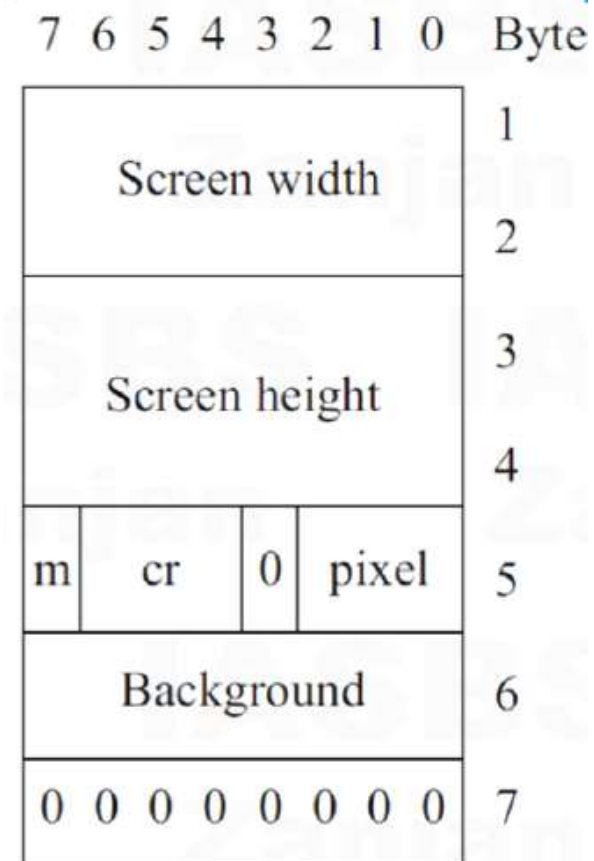 7 6 5 4 3 2 1 0 Byte
1
Screen width
2
3
Screen height
4
m cr 0 pixel 5
Background 6
0 0 0 0 0 0 0 0 7